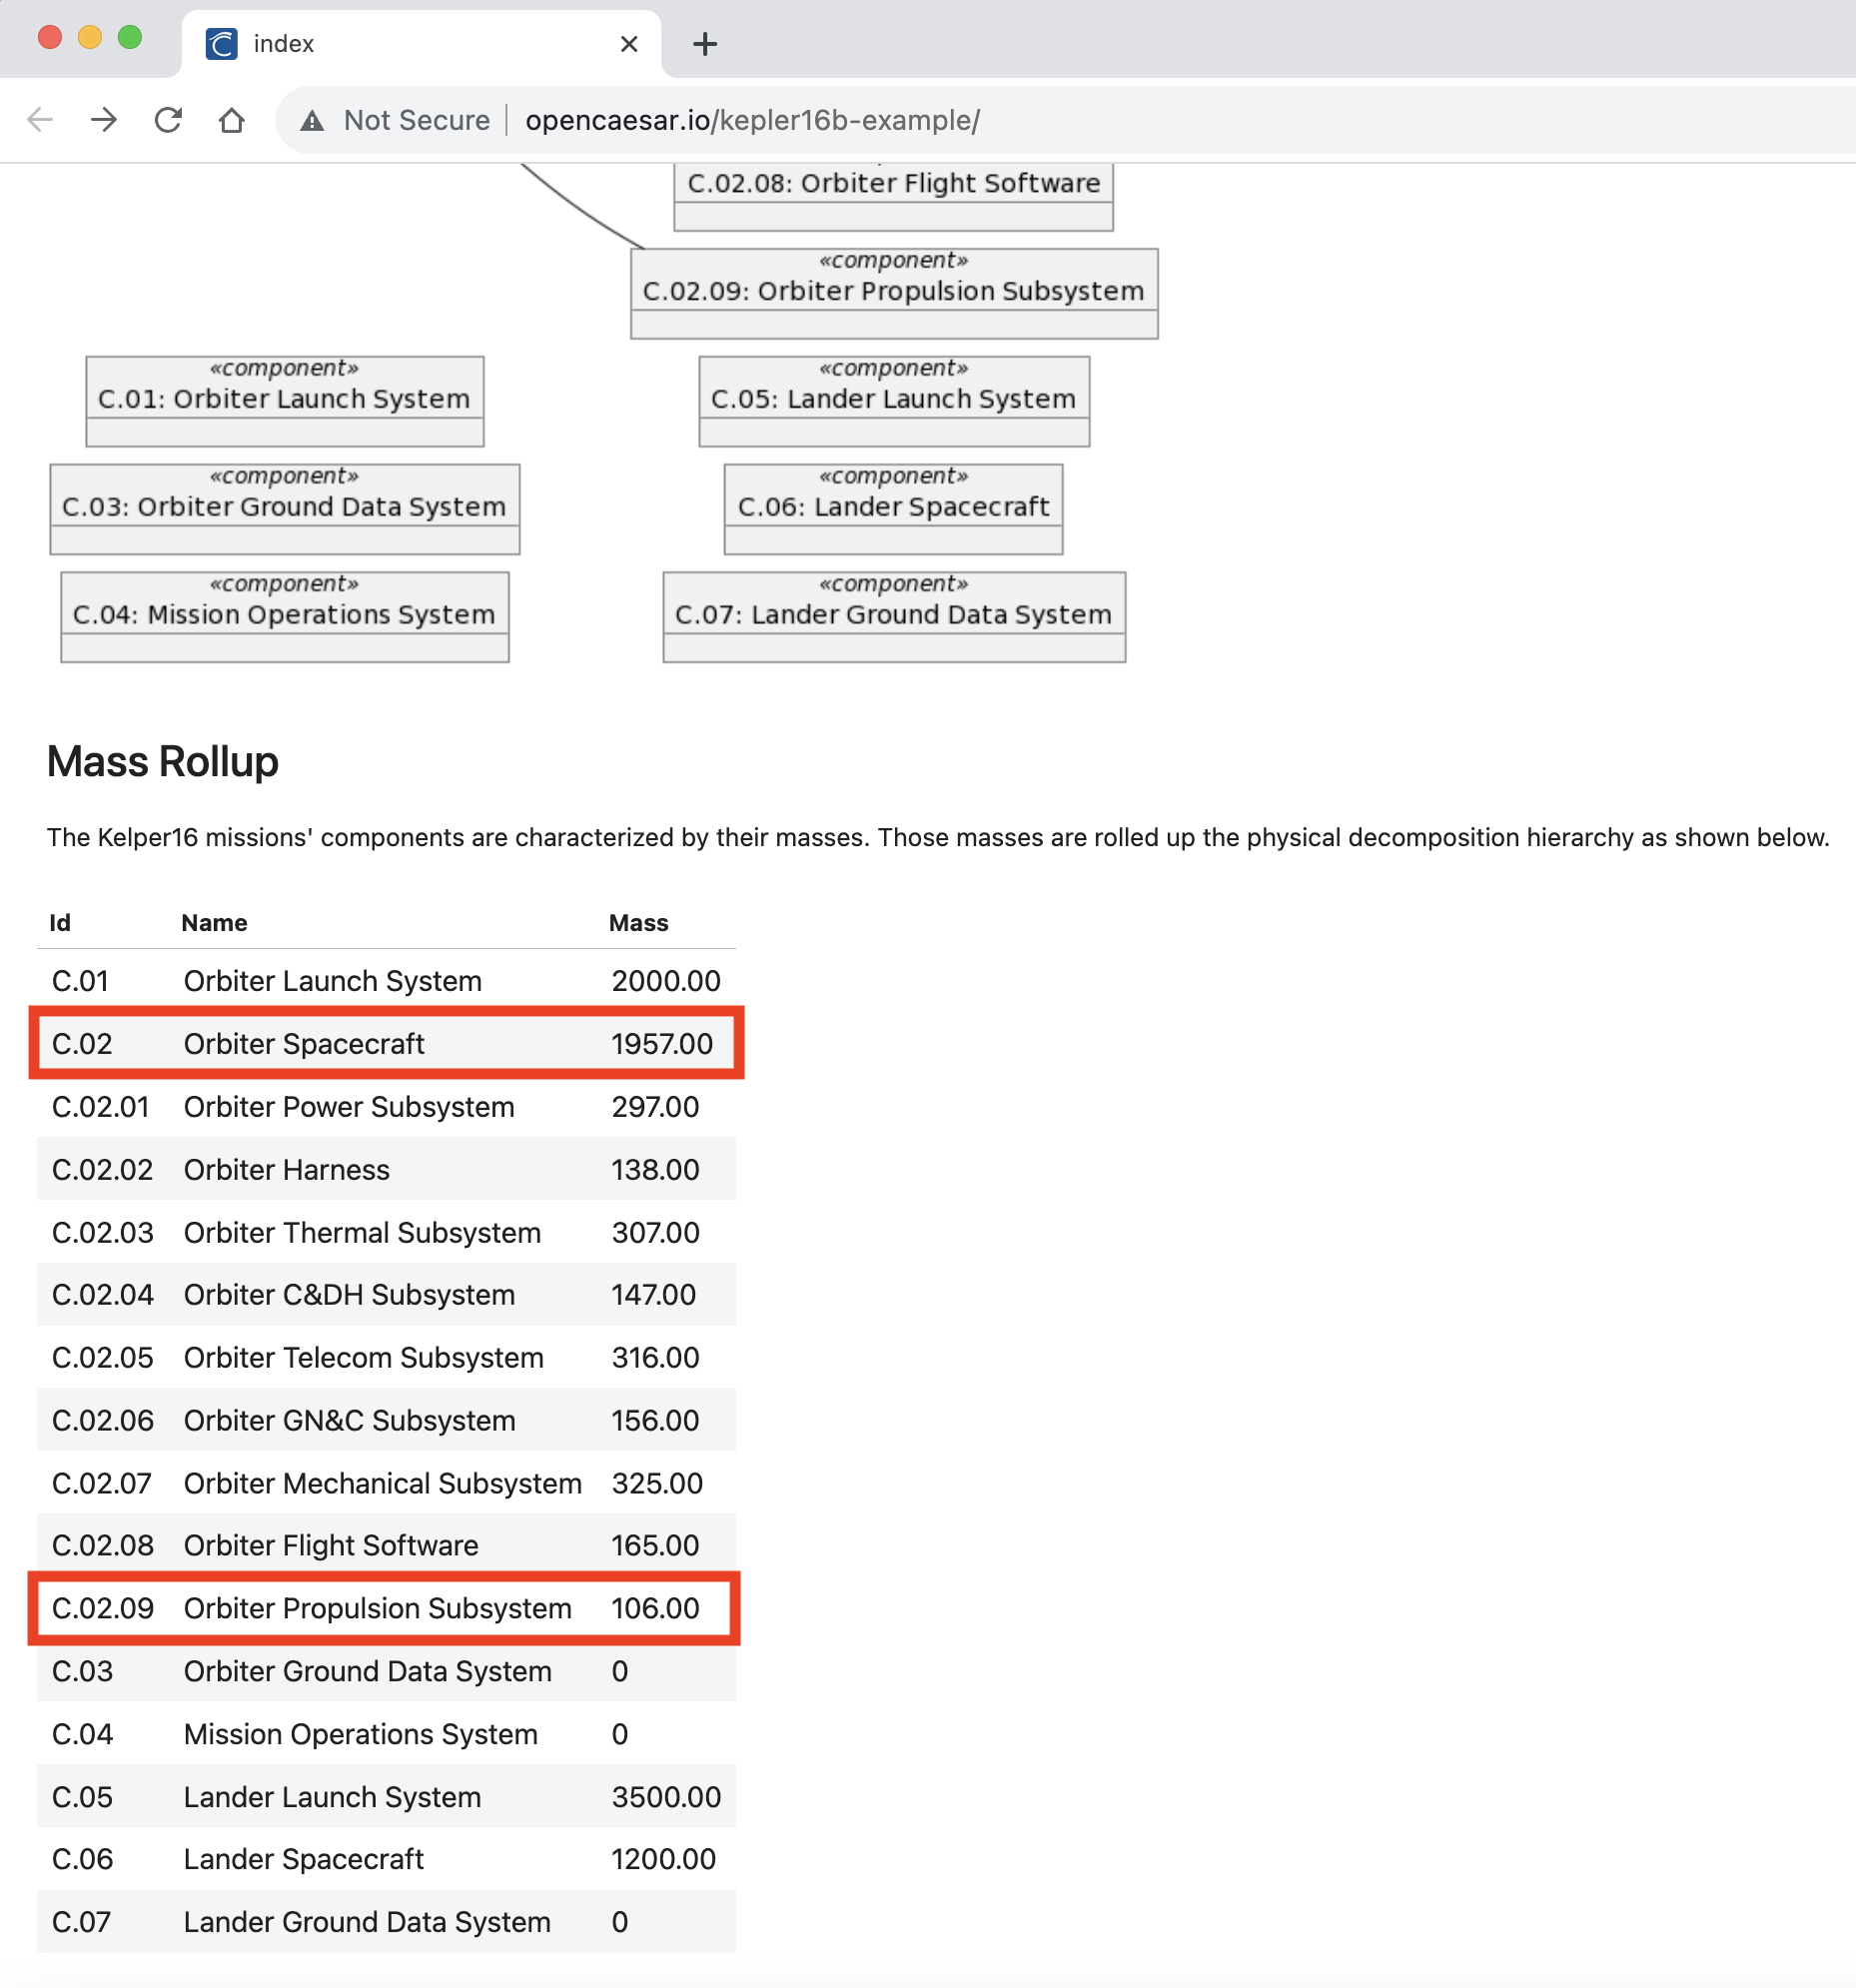 index
Not Secure opencaesar.io/kepler16b-example/
C.02.08: Orbiter Flight Software
«component»
C.02.09: Orbiter Propulsion Subsystem
«component» «component»
C.01: Orbiter Launch System C.05: Lander Launch System
«component» «component»
C.03: Orbiter Ground Data System C.06: Lander Spacecraft
«component» «component»
C.04: Mission Operations System C.07: Lander Ground Data System
Mass Rollup
The Kelper16 missions' components are characterized by their masses. Those masses are rolled up the physical decomposition hierarchy as shown below.
Id Name Mass
C.01 Orbiter Launch System 2000.00
C.02 Orbiter Spacecraft 1957.00
C.02.01 Orbiter Power Subsystem 297.00
C.02.02 Orbiter Harness 138.00
C.02.03 Orbiter Thermal Subsystem 307.00
C.02.04 Orbiter C&DH Subsystem 147.00
C.02.05 Orbiter Telecom Subsystem 316.00
C.02.06 Orbiter GN&C Subsystem 156.00
C.02.07 Orbiter Mechanical Subsystem 325.00
C.02.08 Orbiter Flight Software 165.00
C.02.09 Orbiter Propulsion Subsystem 106.00
C.03 Orbiter Ground Data System 0
C.04 Mission Operations System 0
C.05 Lander Launch System 3500.00
C.06 Lander Spacecraft 1200.00
C.07 Lander Ground Data System 0